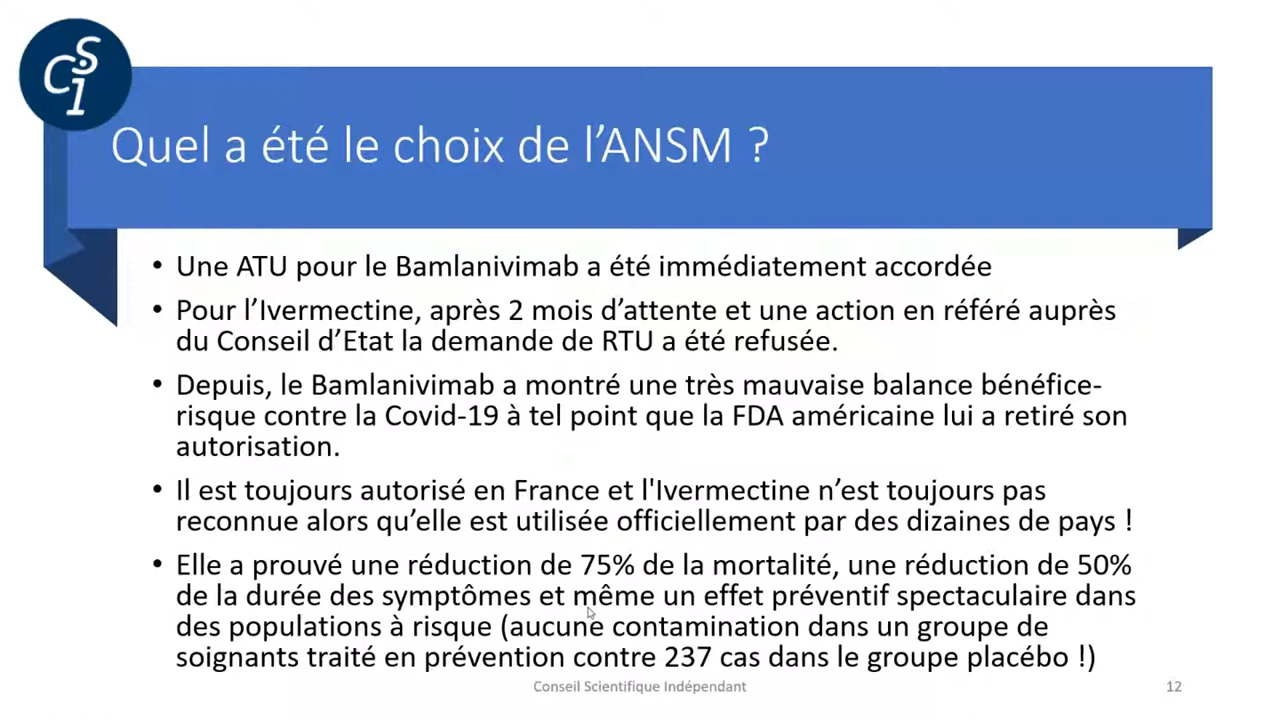 CSI
Quel a été le choix de l’ANSM ?
• Une ATU pour le Bamlanivimab a été immédiatement accordée
• Pour l’Ivermectine, après 2 mois d’attente et une action en référé auprès
du Conseil d’Etat la demande de RTU a été refusée.
• Depuis, le Bamlanivimab a montré une très mauvaise balance bénéfice-
risque contre la Covid-19 à tel point que la FDA américaine lui a retiré son
autorisation.
• Il est toujours autorisé en France et l'Ivermectine n’est toujours pas
reconnue alors qu’elle est utilisée officiellement par des dizaines de pays !
• Elle a prouvé une réduction de 75% de la mortalité, une réduction de 50%
de la durée des symptômes et même un effet préventif spectaculaire dans
des populations à risque (aucune contamination dans un groupe de
soignants traité en prévention contre 237 cas dans le groupe placébo !)
Conseil Scientifique Indépendant
12